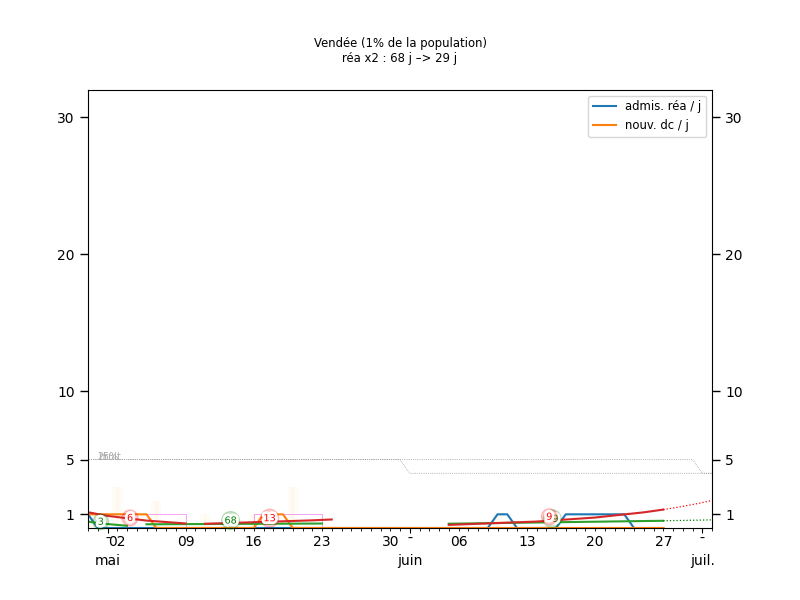 Vendée (1% de la population)
réa x2 : 68 j –> 29 j
admis. réa / j
nouv. dc / j
30 30
20 20
10 10
5 5
1 1
3 6 68 13 9
02 09 16 23 30 - 06 13 20 27 -
mai juin juil.